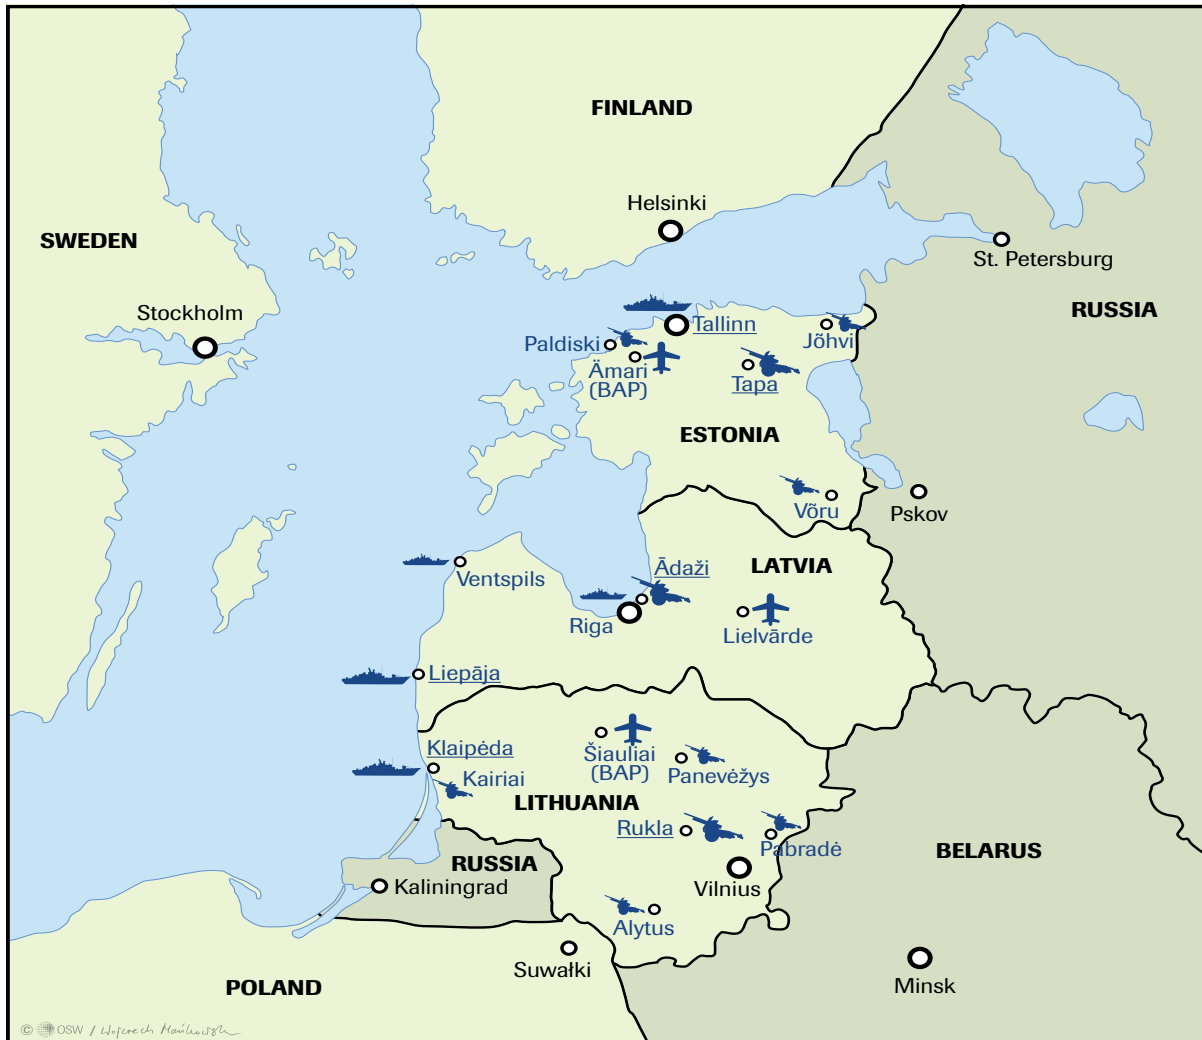 FINLAND
Helsinki
SWEDEN
St. Petersburg
Stockholm
RUSSIA
Tallinn
Jõhvi
Paldiski
Ämari
(BAP)
Tapa
ESTONIA
Võru
Pskov
Ventspils
Ādaži
LATVIA
Riga
Lielvārde
Liepāja
Klaipėda
Šiauliai
(BAP)
Panevėžys
Kairiai
LITHUANIA
Rukla
Pabradė
RUSSIA
Kaliningrad
Vilnius
BELARUS
Alytus
Suwałki
Minsk
POLAND
© OSW / Wojciech Mańkowski